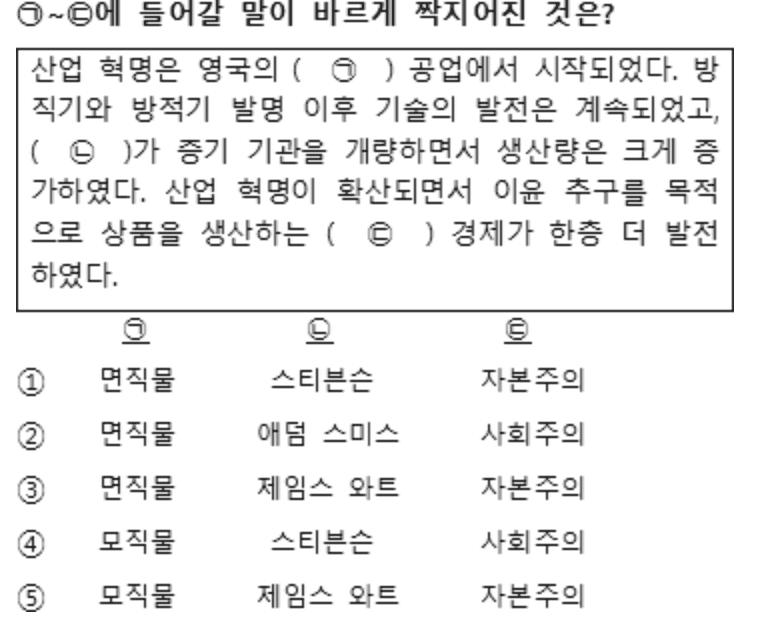 ㉠~㉢에 들어갈 말이 바르게 짝지어진 것은?
산업 혁명은 영국의 ( ㉠ ) 공업에서 시작되었다. 방
직기와 방적기 발명 이후 기술의 발전은 계속되었고,
( ㉡ )가 증기 기관을 개량하면서 생산량은 크게 증
가하였다. 산업 혁명이 확산되면서 이윤 추구를 목적
으로 상품을 생산하는 ( ㉢ ) 경제가 한층 더 발전
하였다.
㉠ ㉡ ㉢
① 면직물 스티븐슨 자본주의
② 면직물 애덤 스미스 사회주의
③ 면직물 제임스 와트 자본주의
④ 모직물 스티븐슨 사회주의
⑤ 모직물 제임스 와트 자본주의